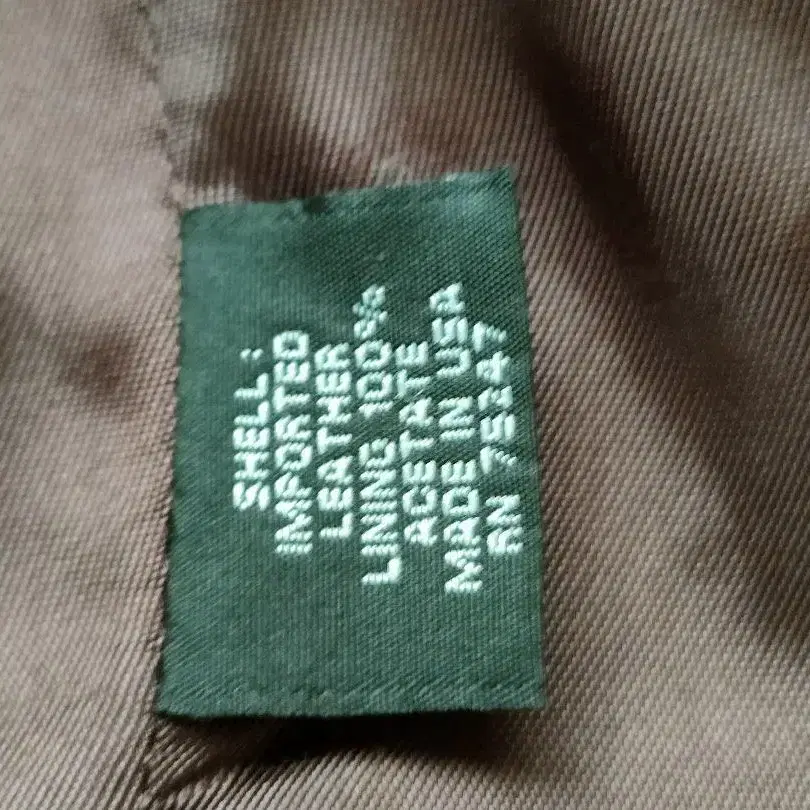 SHELL:
IMPORTED
LEATHER
LINING 100%
ACETATE
MADE IN USA
RN 75247